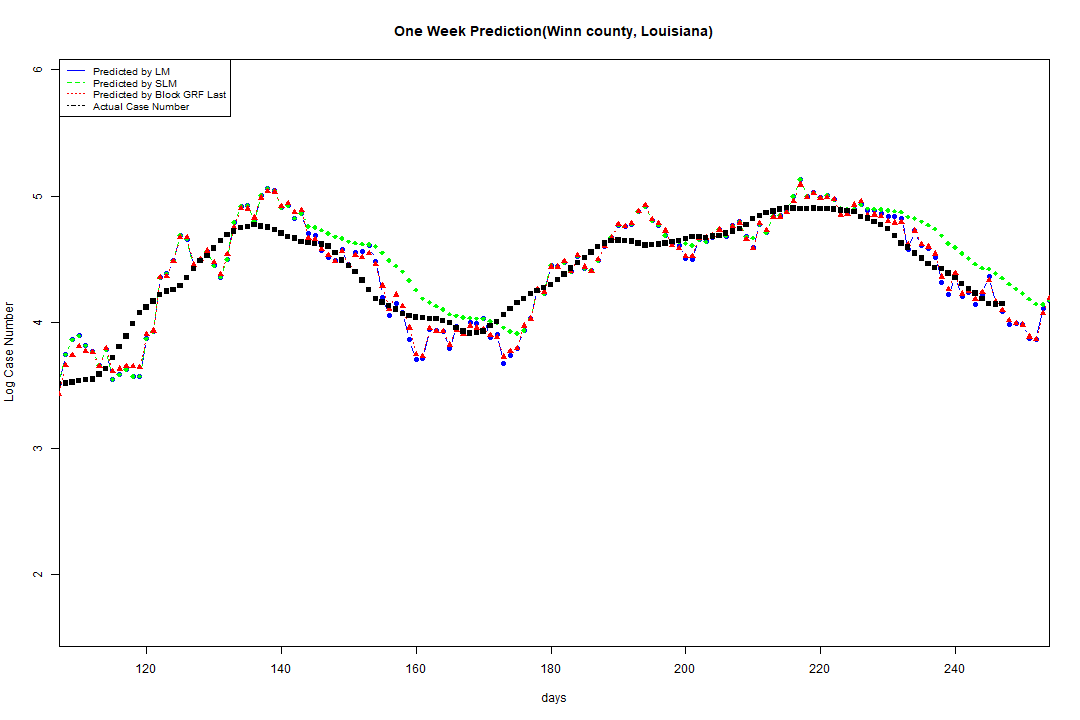 One Week Prediction(Winn county, Louisiana)
Predicted by LM
Predicted by SLM
Predicted by Block GRF Last
Actual Case Number
6
5
4
3
2
Log Case Number
120 140 160 180 200 220 240
days